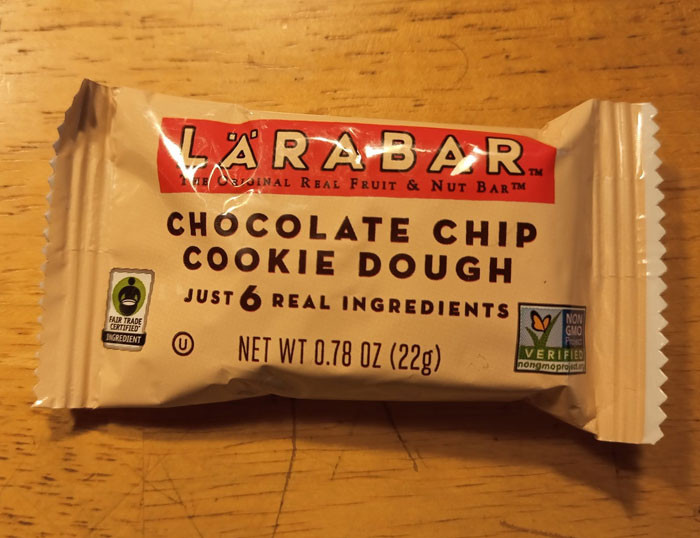 LÄRABAR™
THE ORIGINAL REAL FRUIT & NUT BAR™
CHOCOLATE CHIP
COOKIE DOUGH
JUST 6 REAL INGREDIENTS
FAIR TRADE
CERTIFIED
INGREDIENT
U
NET WT 0.78 OZ (22g)
NON
GMO
Project
VERIFIED
nongmoproject.org